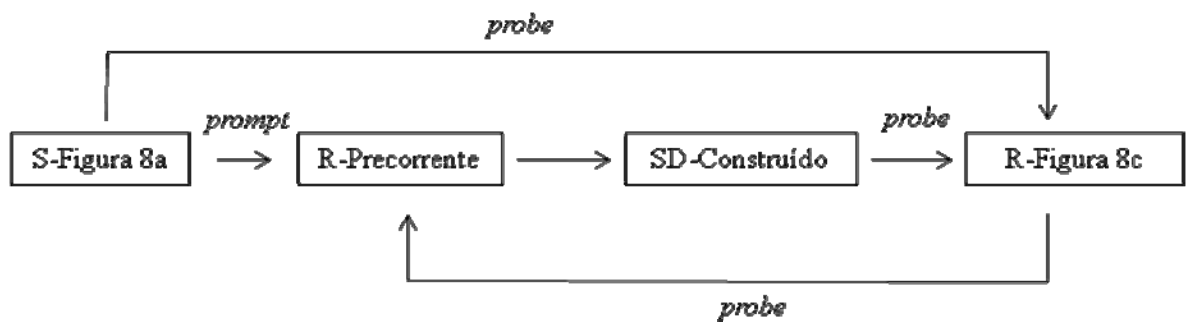 probe
prompt
probe
S-Figura 8a
R-Precorrente
SD-Construído
R-Figura 8c
probe